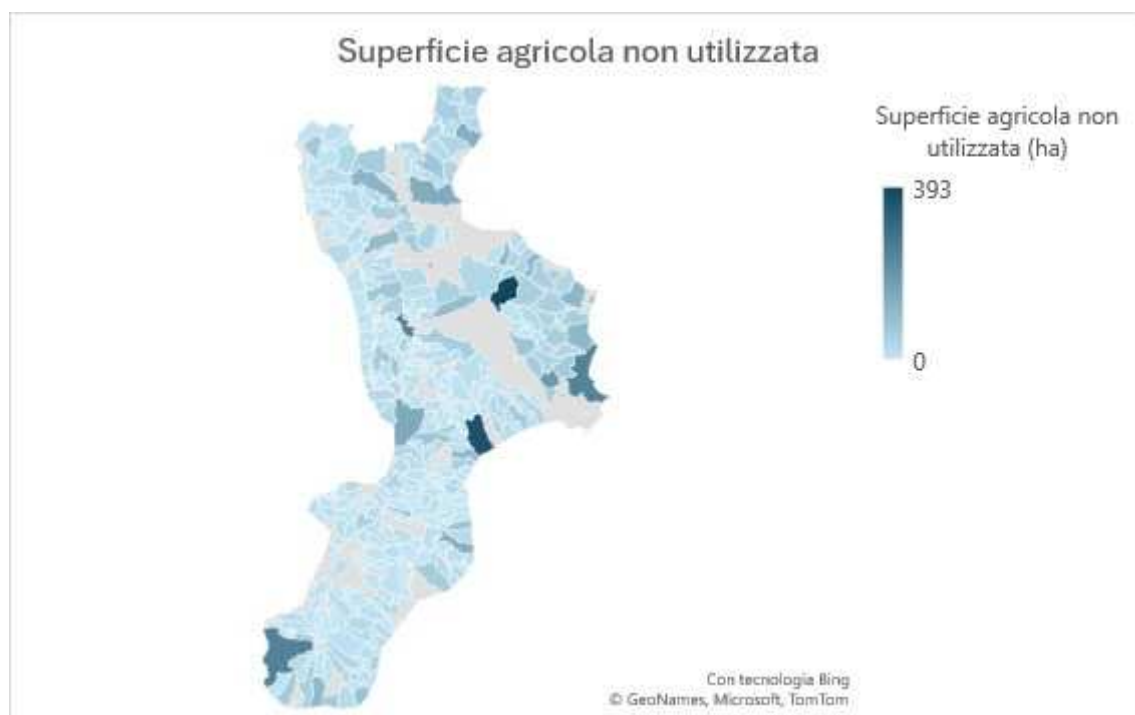 Superficie agricola non utilizzata
Superficie agricola non
utilizzata (ha)
393
0
Con tecnologia Bing
© GeoNames, Microsoft, TomTom